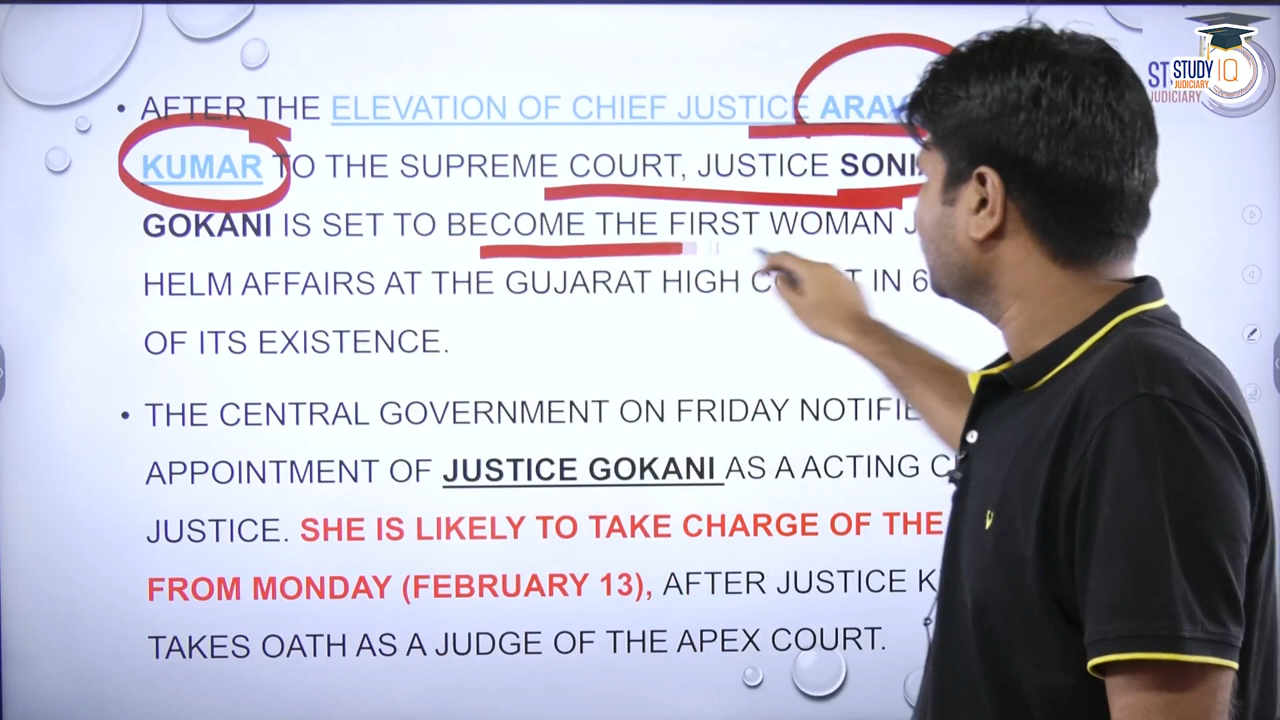 AFTER THE ELEVATION OF CHIEF JUSTICE
KUMAR TO THE SUPREME COURT, JUSTICE
GOKANI IS SET TO BECOME THE FIRST WOMAN
HELM AFFAIRS AT THE GUJARAT HIGH IN
OF ITS EXISTENCE.
THE CENTRAL GOVERNMENT ON FRIDAY
APPOINTMENT OF JUSTICE GOKANI AS A ACTING
JUSTICE. SHE IS LIKELY TO TAKE CHARGE OF THE
FROM MONDAY (FEBRUARY 13), AFTER JUSTICE
TAKES OATH AS A JUDGE OF THE APEX COURT.
STUDY IQ
JUDICIARY
JUDICIARY